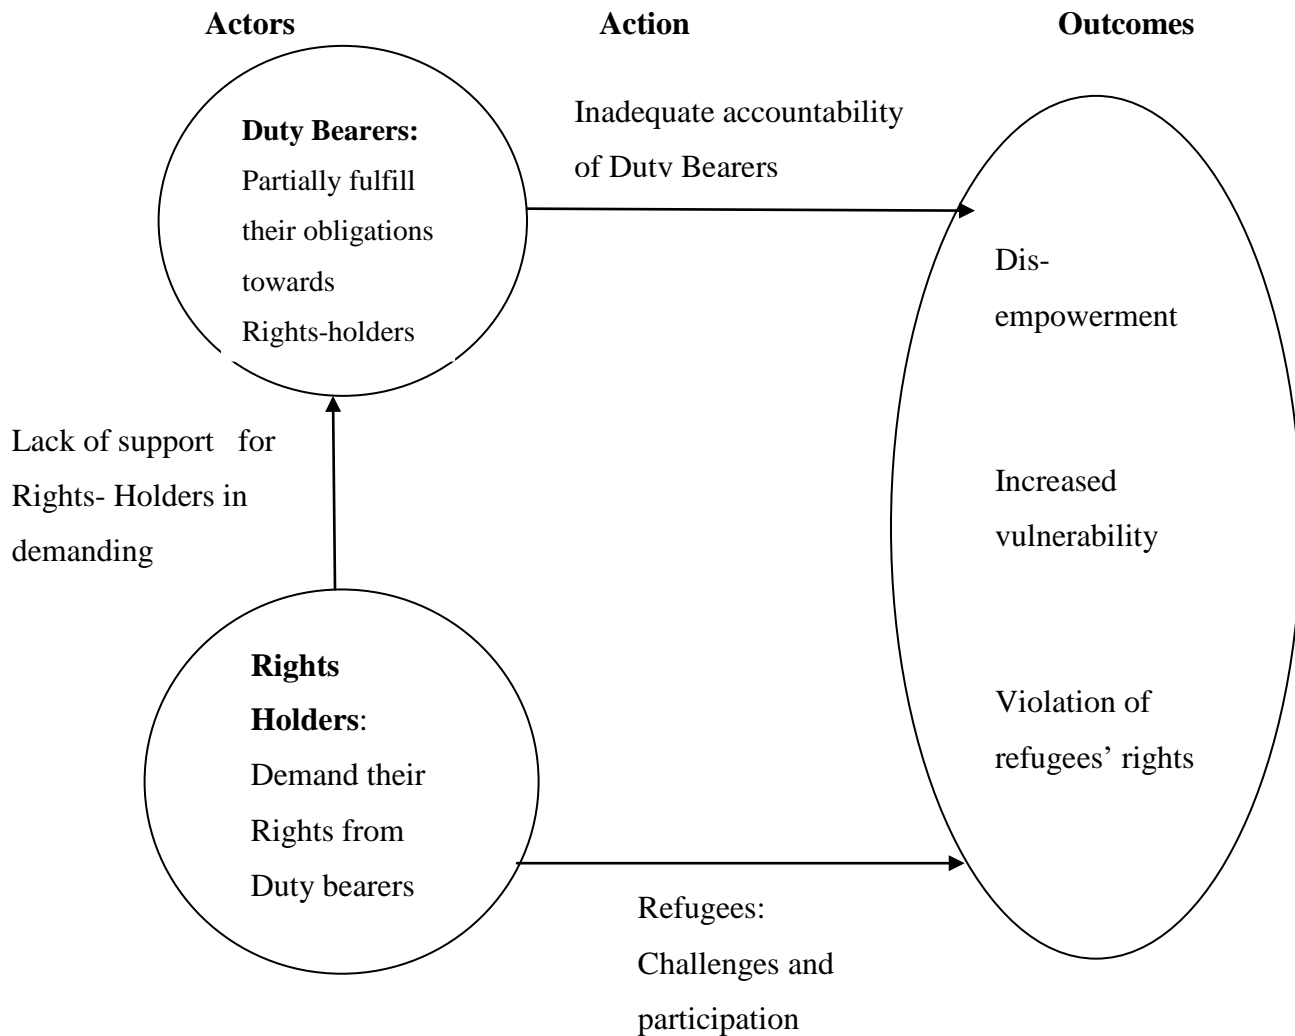 Actors
Action
Outcomes
Duty Bearers:
Partially fulfill
their obligations
towards
Rights-holders
Inadequate accountability
of Duty Bearers
Dis-
empowerment
Increased
vulnerability
Violation of
refugees’ rights
Lack of support for
Rights- Holders in
demanding
Rights
Holders:
Demand their
Rights from
Duty bearers
Refugees:
Challenges and
participation